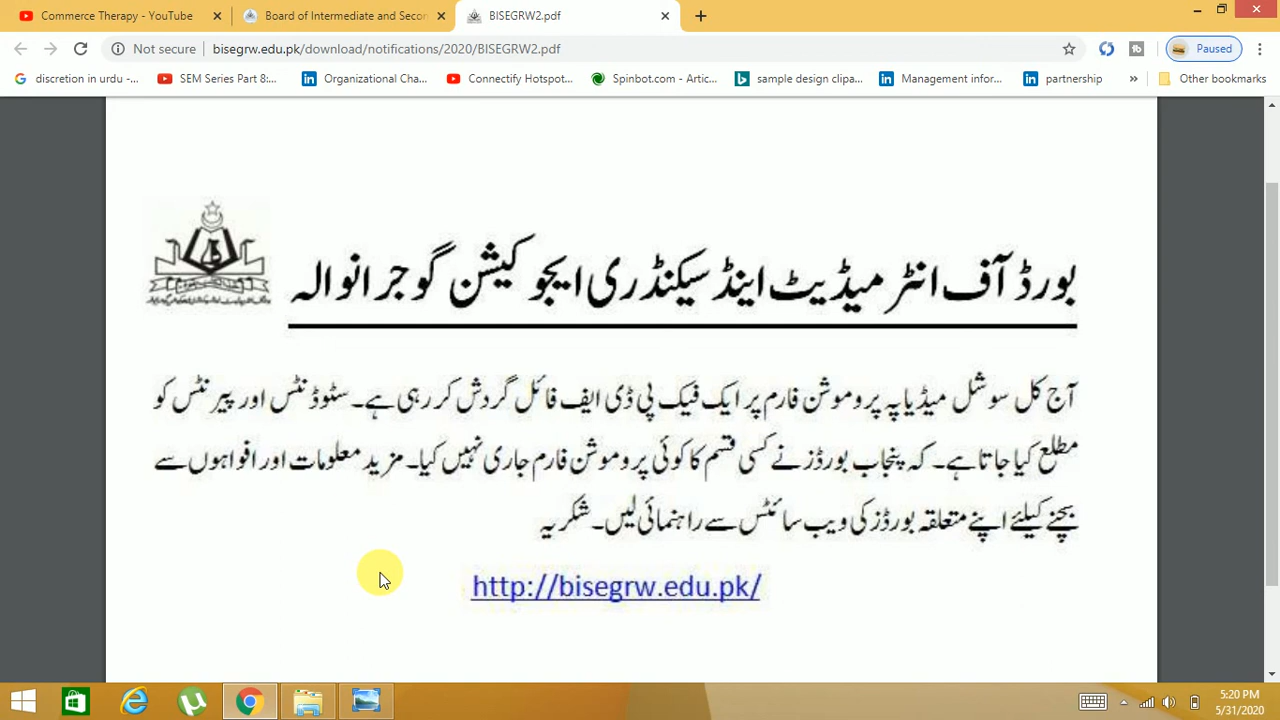 Commerce Therapy - YouTube
Board of Intermediate and Secon
BISEGRW2.pdf
Not secure bisegrw.edu.pk/download/notifications/2020/BISEGRW2.pdf
Paused
discretion in urdu -...
SEM Series Part 8:...
Organizational Cha...
Connectify Hotspot...
Spinbot.com - Artic...
sample design clipa...
Management infor...
partnership
»
Other bookmarks
بورڈ آف انٹر میڈیٹ اینڈ سیکنڈری ایجو کیشن گوجرانوالہ
آج کل سوشل میڈیا پہ پروموشن فارم پر ایک فیک پی ڈی ایف فائل گردش کر رہی ہے۔ سٹوڈنٹس اور پیرنٹس کو
مطلع کیا جاتا ہے۔ کہ پنجاب بورڈز نے کسی قسم کا کوئی پروموشن فارم جاری نہیں کیا۔ مزید معلومات اور افواہوں سے
بچنے کیلئے اپنے متعلقہ بورڈز کی ویب سائٹس سے راہنمائی لیں۔ شکریہ
http://bisegrw.edu.pk/
5:20 PM
5/31/2020